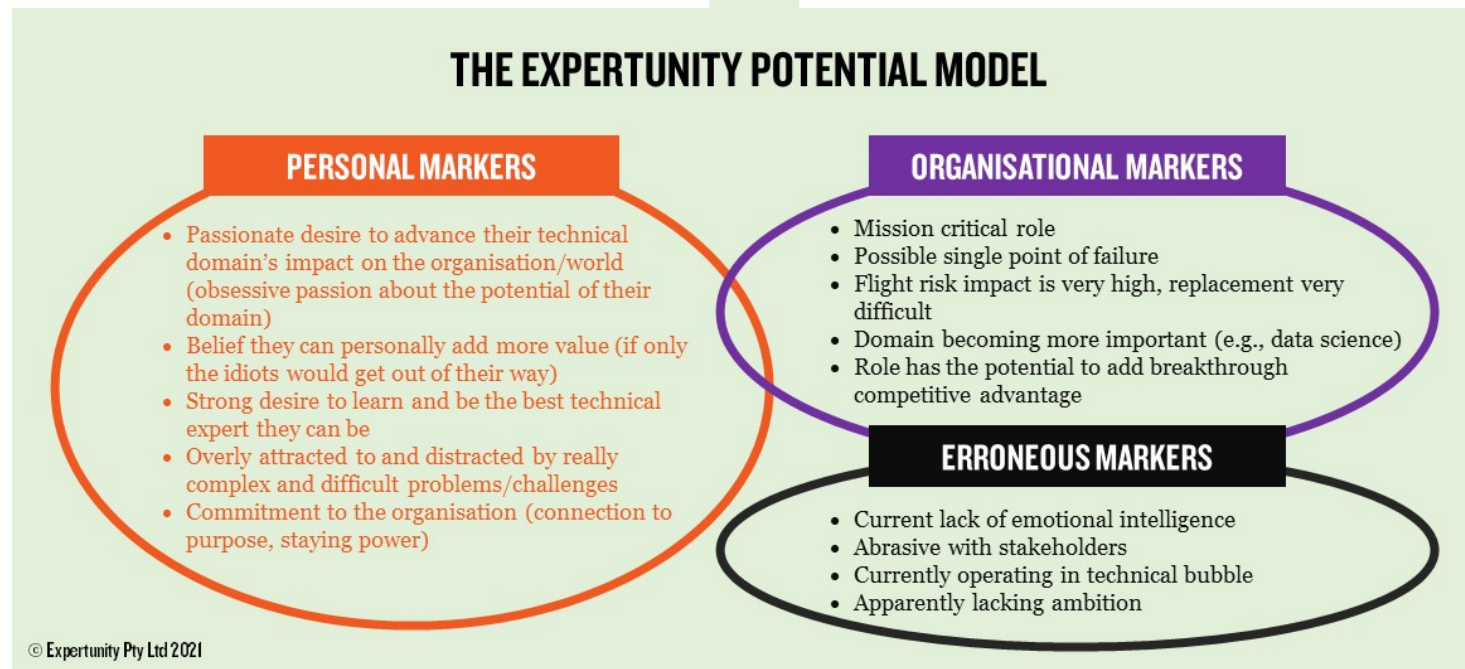 THE EXPERTUNITY POTENTIAL MODEL
PERSONAL MARKERS
• Passionate desire to advance their technical
domain’s impact on the organisation/world
(obsessive passion about the potential of their
domain)
• Belief they can personally add more value (if only
the idiots would get out of their way)
• Strong desire to learn and be the best technical
expert they can be
• Overly attracted to and distracted by really
complex and difficult problems/challenges
• Commitment to the organisation (connection to
purpose, staying power)
ORGANISATIONAL MARKERS
• Mission critical role
• Possible single point of failure
• Flight risk impact is very high, replacement very
difficult
• Domain becoming more important (e.g., data science)
• Role has the potential to add breakthrough
competitive advantage
ERRONEOUS MARKERS
• Current lack of emotional intelligence
• Abrasive with stakeholders
• Currently operating in technical bubble
• Apparently lacking ambition
© Expertunity Pty Ltd 2021